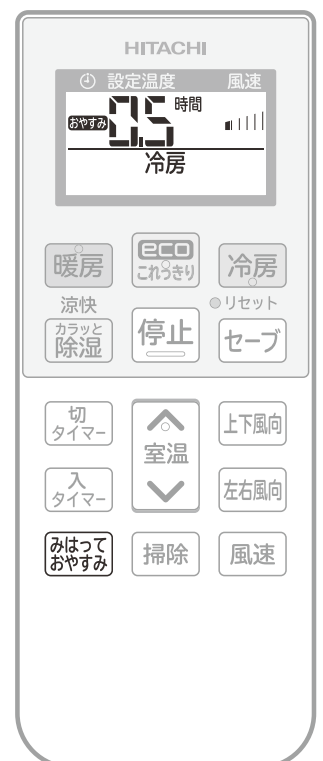 HITACHI
設定温度 風速
おやすみ 0.5 時間
冷房
暖房 eco これっきり 冷房
涼快 リセット
カラッと 除湿 停止 セーブ
切タイマー 上下風向
室温
入タイマー 左右風向
みはっておやすみ 掃除 風速